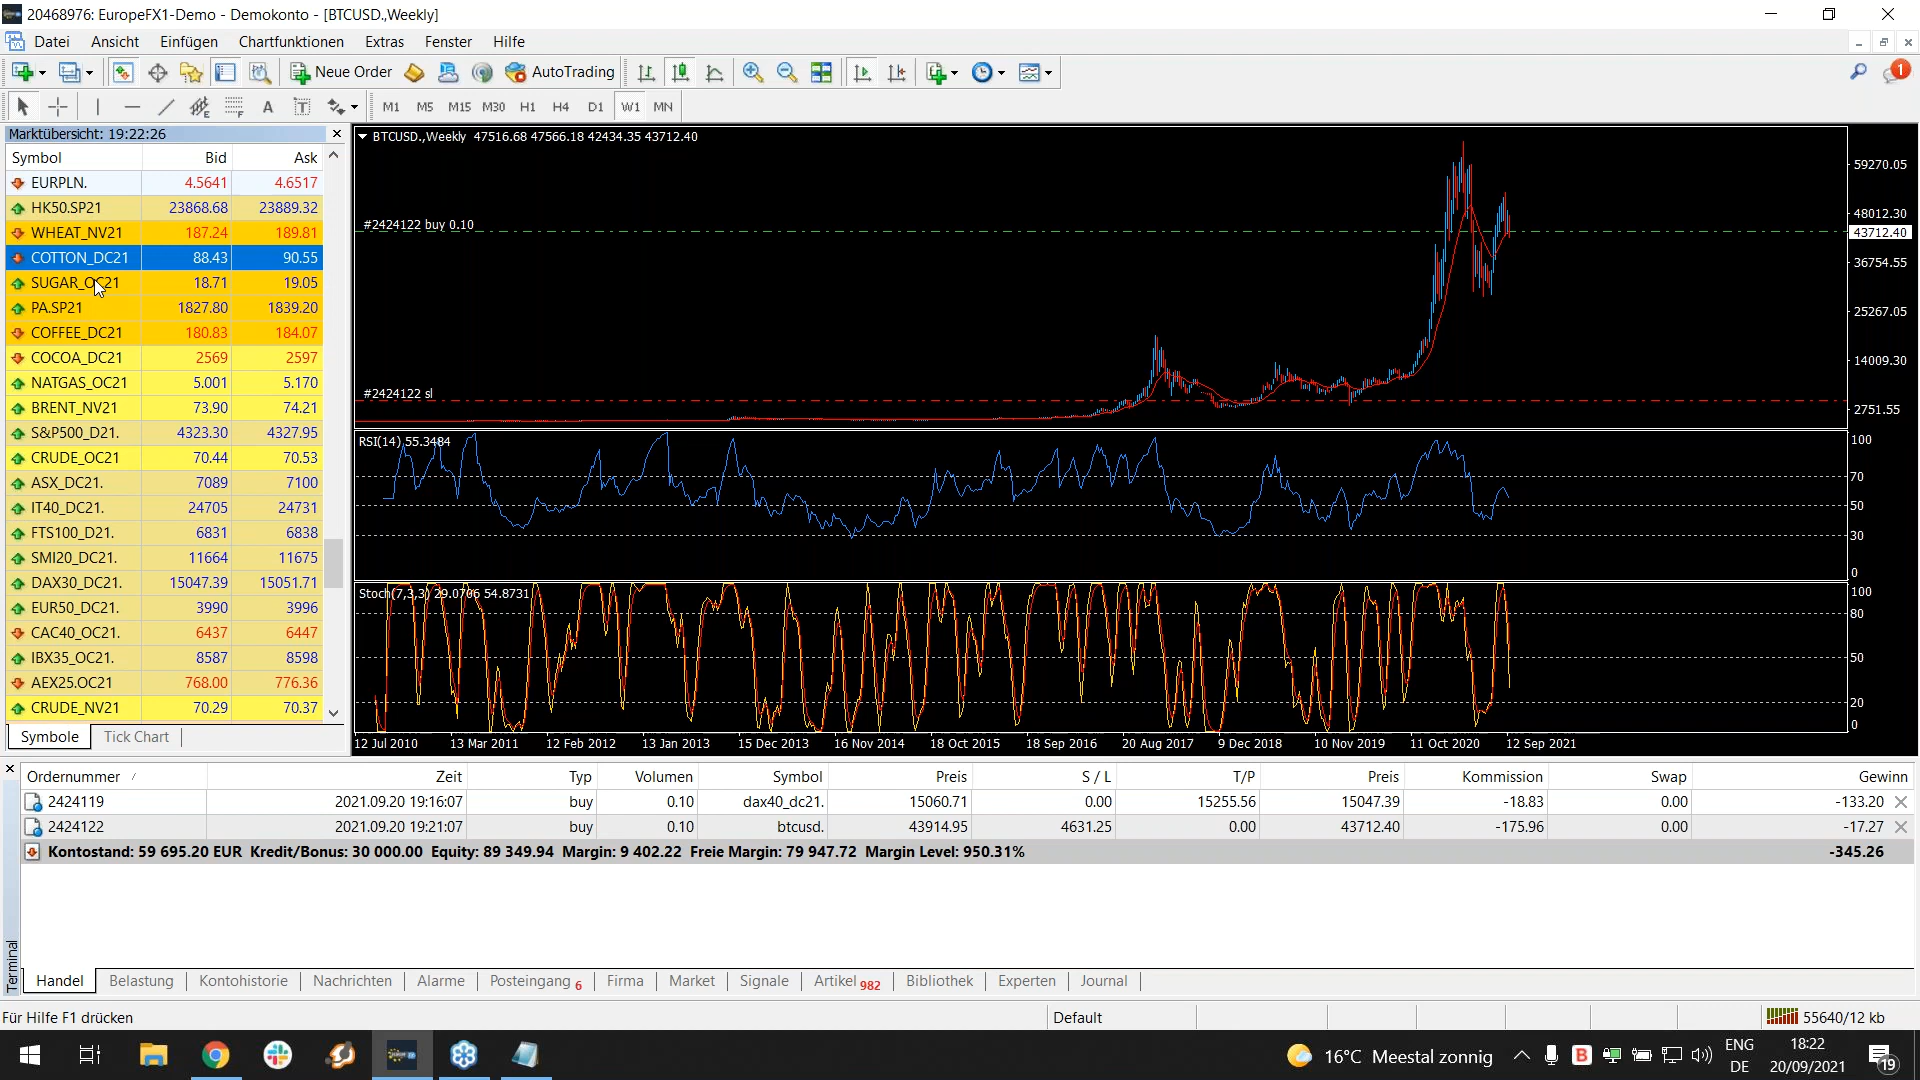 20468976: EuropeFX1-Demo - Demokonto - [BTCUSD.,Weekly]
Datei Ansicht Einfügen Chartfunktionen Extras Fenster Hilfe
Neue Order AutoTrading 1
A T M1 M5 M15 M30 H1 H4 D1 W1 MN
Marktübersicht: 19:22:26
Symbol Bid Ask
EURPLN. 4.5641 4.6517
HK50.SP21 23868.68 23889.32
WHEAT_NV21 187.24 189.81
COTTON_DC21 88.43 90.55
SUGAR_OC21 18.71 19.05
PA.SP21 1827.80 1839.20
COFFEE_DC21 180.83 184.07
COCOA_DC21 2569 2597
NATGAS_OC21 5.001 5.170
BRENT_NV21 73.90 74.21
S&P500_D21. 4323.30 4327.95
CRUDE_OC21 70.44 70.53
ASX_DC21. 7089 7100
IT40_DC21. 24705 24731
FTS100_D21. 6831 6838
SMI20_DC21. 11664 11675
DAX30_DC21. 15047.39 15051.71
EUR50_DC21. 3990 3996
CAC40_OC21. 6437 6447
IBX35_OC21. 8587 8598
AEX25.OC21 768.00 776.36
CRUDE_NV21 70.29 70.37
Symbole Tick Chart
BTCUSD.,Weekly 47516.68 47566.18 42434.35 43712.40
#2424122 buy 0.10
#2424122 sl
59270.05
48012.30
43712.40
36754.55
25267.05
14009.30
2751.55
RSI(14) 55.3484
100
70
50
30
0
Stoch(7,3,3) 29.0706 54.8731
100
80
50
20
0
12 Jul 2010 13 Mar 2011 12 Feb 2012 13 Jan 2013 15 Dec 2013 16 Nov 2014 18 Oct 2015 18 Sep 2016 20 Aug 2017 9 Dec 2018 10 Nov 2019 11 Oct 2020 12 Sep 2021
Ordernummer / Zeit Typ Volumen Symbol Preis S / L T/P Preis Kommission Swap Gewinn
2424119 2021.09.20 19:16:07 buy 0.10 dax40_dc21. 15060.71 0.00 15255.56 15047.39 -18.83 0.00 -133.20
2424122 2021.09.20 19:21:07 buy 0.10 btcusd. 43914.95 4631.25 0.00 43712.40 -175.96 0.00 -17.27
Kontostand: 59 695.20 EUR Kredit/Bonus: 30 000.00 Equity: 89 349.94 Margin: 9 402.22 Freie Margin: 79 947.72 Margin Level: 950.31% -345.26
Terminal
Handel Belastung Kontohistorie Nachrichten Alarme Posteingang 6 Firma Market Signale Artikel 982 Bibliothek Experten Journal
Für Hilfe F1 drücken Default 55640/12 kb
16°C Meestal zonnig B ENG 18:22
DE 20/09/2021 19